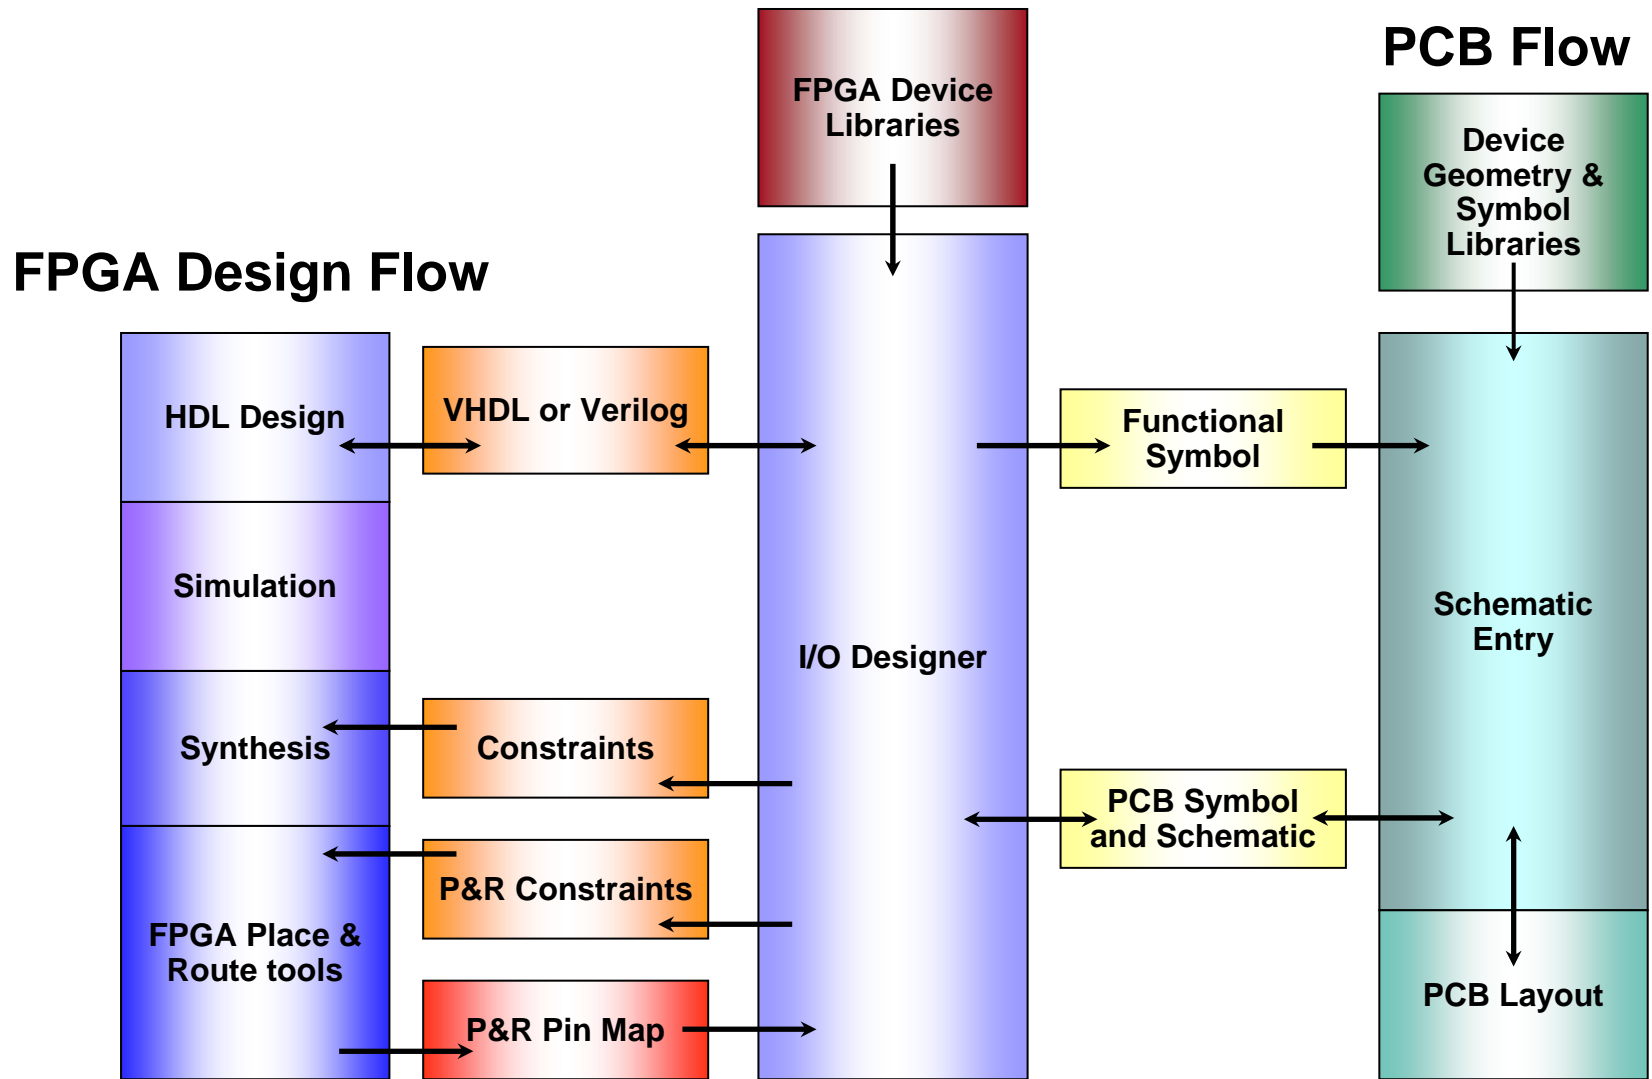 PCB Flow
FPGA Device
Libraries
Device
Geometry &
Symbol
Libraries
FPGA Design Flow
HDL Design
VHDL or Verilog
Functional
Symbol
Simulation
Schematic
Entry
I/O Designer
Synthesis
Constraints
PCB Symbol
and Schematic
P&R Constraints
FPGA Place &
Route tools
PCB Layout
P&R Pin Map